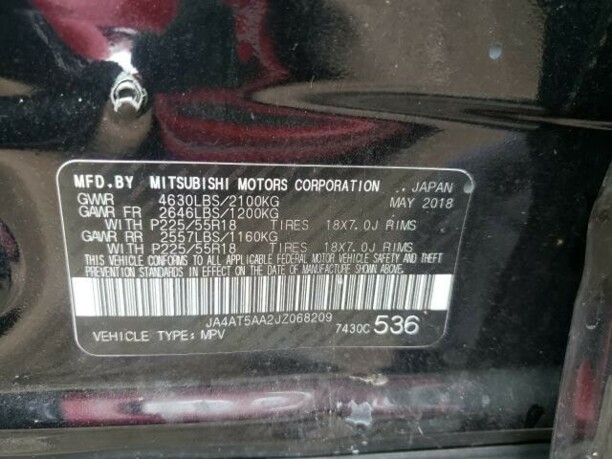 MFD.BY MITSUBISHI MOTORS CORPORATION .. JAPAN
GVWR 4630LBS/2100KG MAY 2018
GAWR FR 2646LBS/1200KG
WITH P225/55R18 TIRES 18X7.0J RIMS
GAWR RR 2557LBS/1160KG
WITH P225/55R18 TIRES 18X7.0J RIMS
THIS VEHICLE CONFORMS TO ALL APPLICABLE FEDERAL MOTOR VEHICLE SAFETY AND
THEFT PREVENTION STANDARDS IN EFFECT ON THE DATE OF MANUFACTURE SHOWN ABOVE.
JA4AT5AA2JZ068209
VEHICLE TYPE: MPV 7430C 536